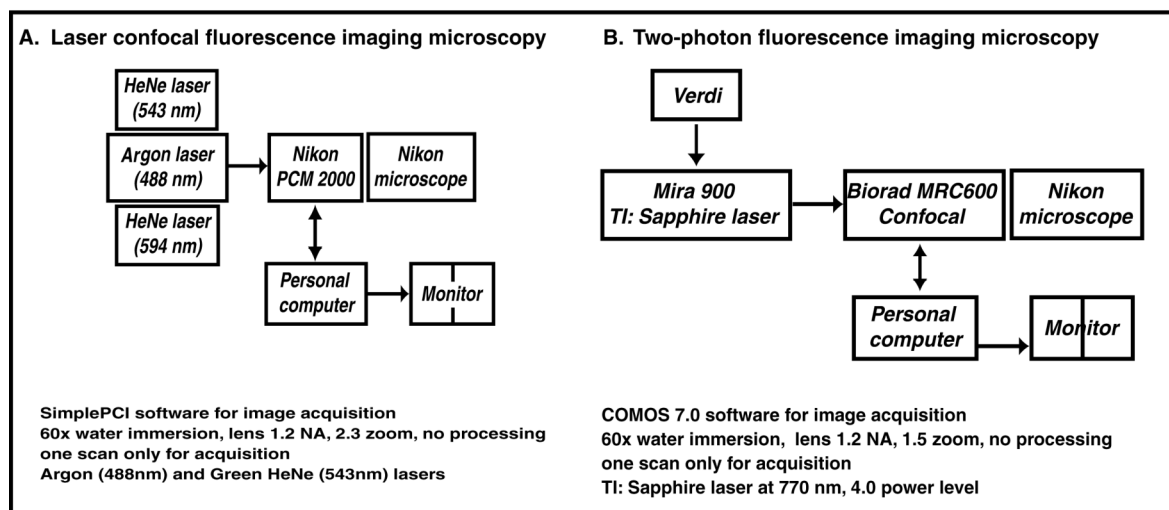 A. Laser confocal fluorescence imaging microscopy
HeNe laser
(543 nm)
Argon laser
(488 nm)
HeNe laser
(594 nm)
Nikon
PCM 2000
Nikon
microscope
Personal
computer
Monitor
SimplePCI software for image acquisition
60x water immersion, lens 1.2 NA, 2.3 zoom, no processing
one scan only for acquisition
Argon (488nm) and Green HeNe (543nm) lasers
B. Two-photon fluorescence imaging microscopy
Verdi
Mira 900
TI: Sapphire laser
Biorad MRC600
Confocal
Nikon
microscope
Personal
computer
Monitor
COMOS 7.0 software for image acquisition
60x water immersion, lens 1.2 NA, 1.5 zoom, no processing
one scan only for acquisition
TI: Sapphire laser at 770 nm, 4.0 power level